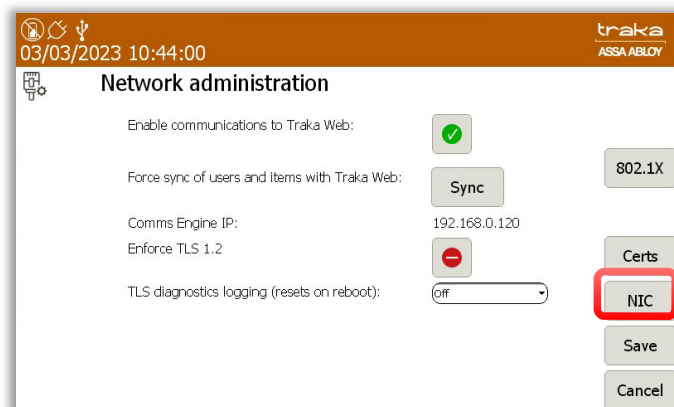 03/03/2023 10:44:00
traka
ASSA ABLOY
Network administration
Enable communications to Traka Web:
802.1X
Force sync of users and items with Traka Web:
Sync
Comms Engine IP:
192.168.0.120
Enforce TLS 1.2
Certs
TLS diagnostics logging (resets on reboot):
Off
NIC
Save
Cancel